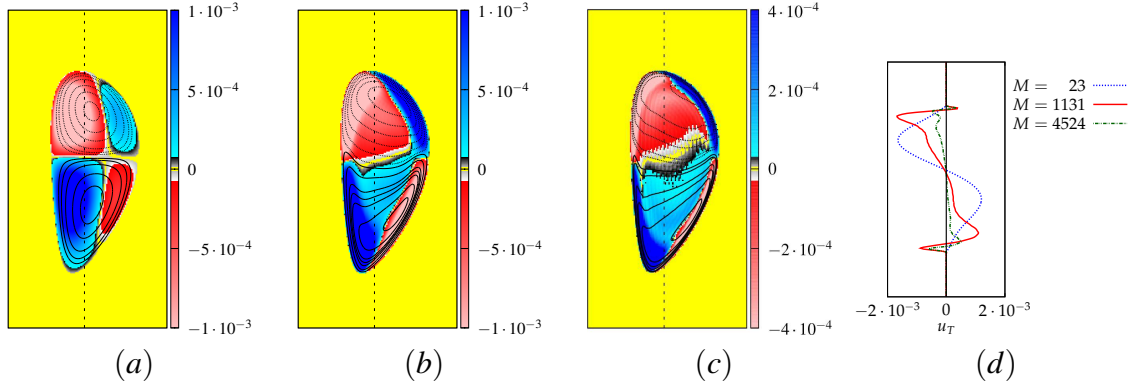 1·10⁻³
5·10⁻⁴
0
−5·10⁻⁴
−1·10⁻³
(a)
1·10⁻³
5·10⁻⁴
0
−5·10⁻⁴
−1·10⁻³
(b)
4·10⁻⁴
2·10⁻⁴
0
−2·10⁻⁴
−4·10⁻⁴
(c)
M = 23
M = 1131
M = 4524
−2·10⁻³ 0 2·10⁻³
u_T
(d)